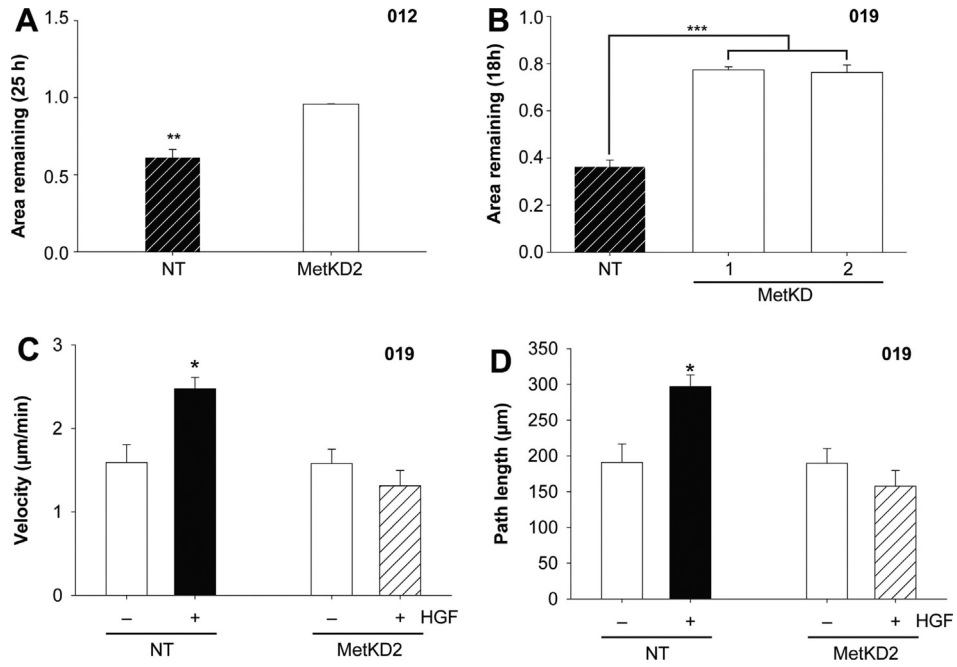 A
012
Area remaining (25 h)
1.5
1.0
0.5
0.0
**
NT
MetKD2
B
019
Area remaining (18h)
1.0
0.8
0.6
0.4
0.2
0.0
***
NT
1
2
MetKD
C
019
Velocity (µm/min)
3
2
1
0
*
– + – + HGF
NT
MetKD2
D
019
Path length (µm)
350
300
250
200
150
100
50
0
*
– + – + HGF
NT
MetKD2